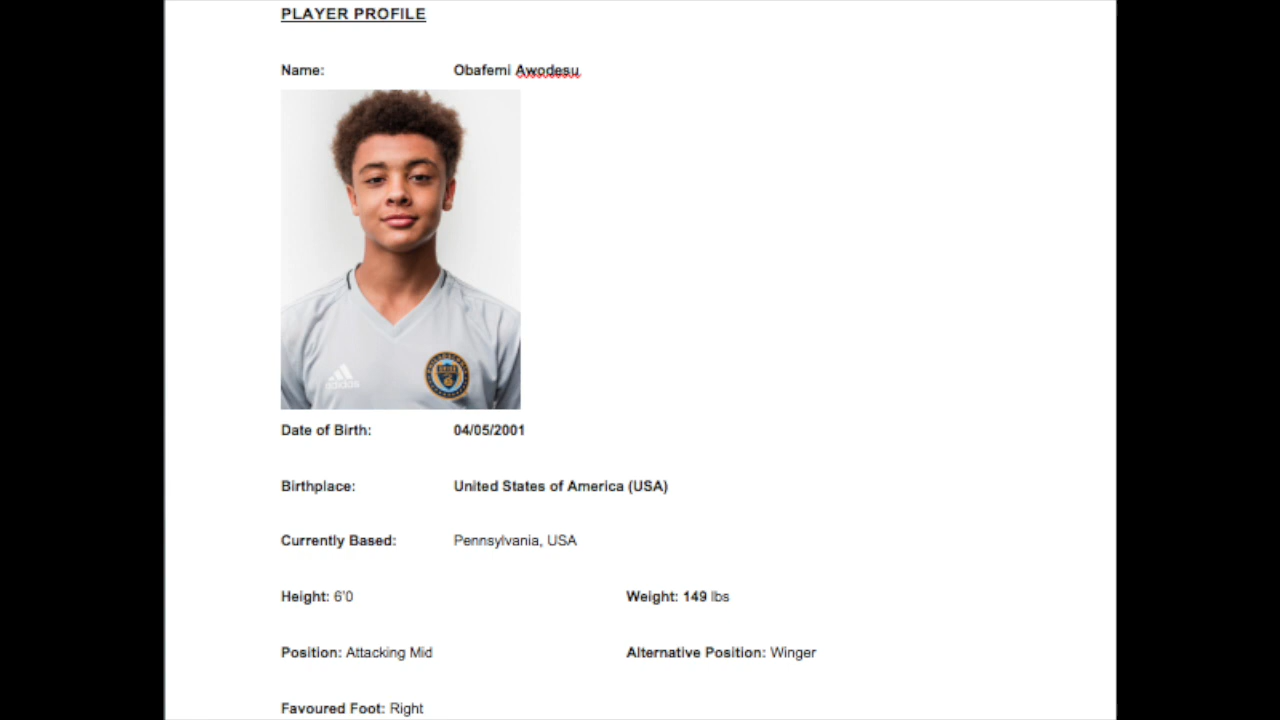 PLAYER PROFILE
Name: Obafemi Awodesu
adidas
Date of Birth: 04/05/2001
Birthplace: United States of America (USA)
Currently Based: Pennsylvania, USA
Height: 6'0 Weight: 149 lbs
Position: Attacking Mid Alternative Position: Winger
Favoured Foot: Right